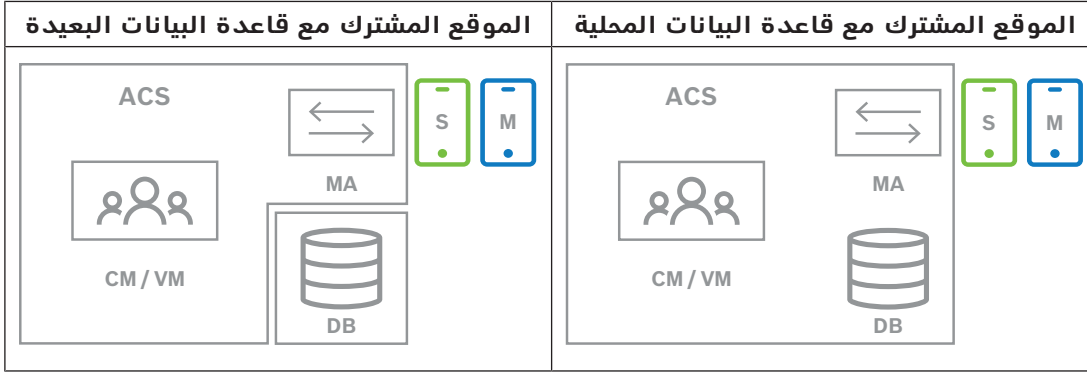 الموقع المشترك مع قاعدة البيانات المحلية
الموقع المشترك مع قاعدة البيانات البعيدة
ACS
S
M
MA
CM / VM
DB
ACS
S
M
MA
CM / VM
DB